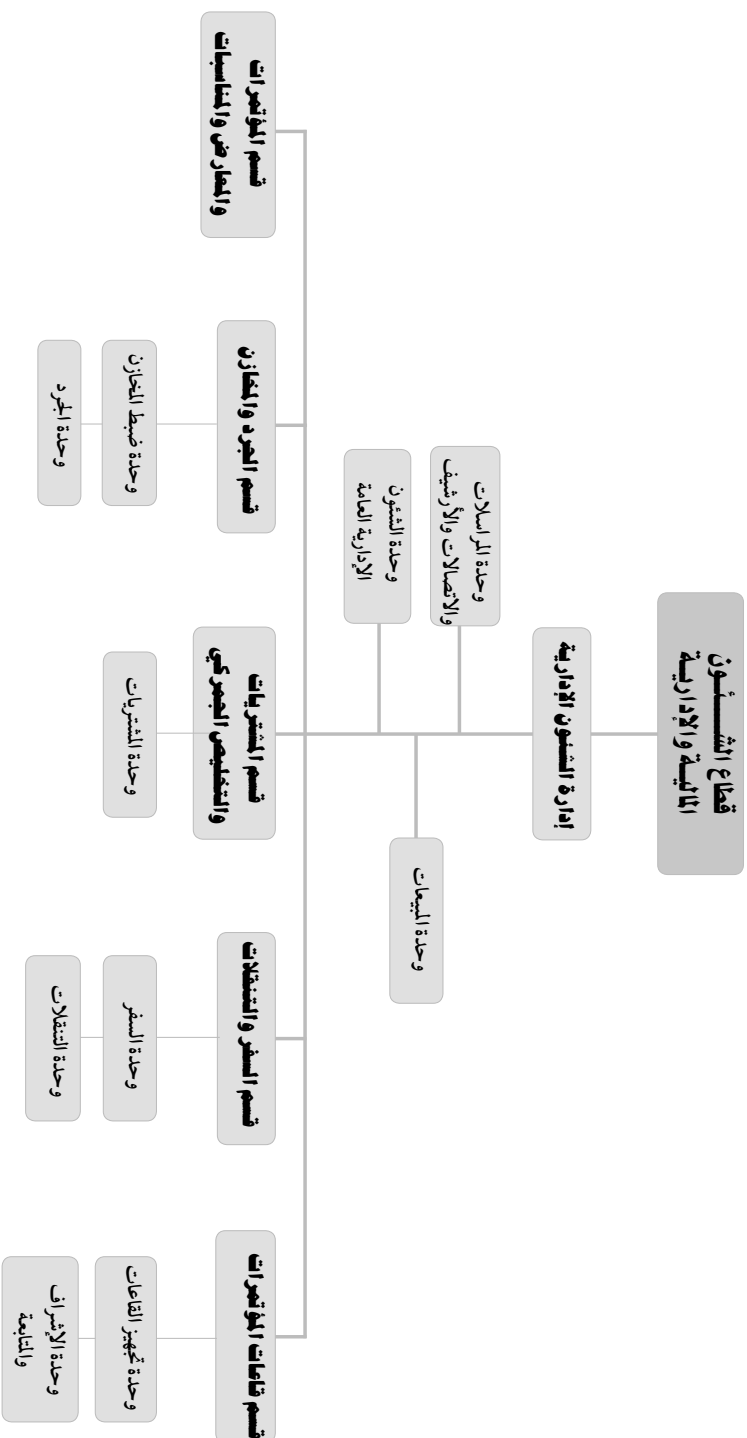 قطاع الشئون
المالية والإدارية
إدارة الشئون الإدارية
وحدة المراسلات
والاتصالات والأرشيف
وحدة الشئون
الإدارية العامة
وحدة المبيعات
قسم قاعات المؤتمرات
وحدة تجهيز القاعات
وحدة الإشراف
والمتابعة
قسم السفر والتنقلات
وحدة السفر
وحدة التنقلات
قسم المشتريات
والتخليص الجمركي
وحدة المشتريات
قسم الجرد والمخازن
وحدة ضبط المخازن
وحدة الجرد
قسم المؤتمرات
والمعارض والمناسبات